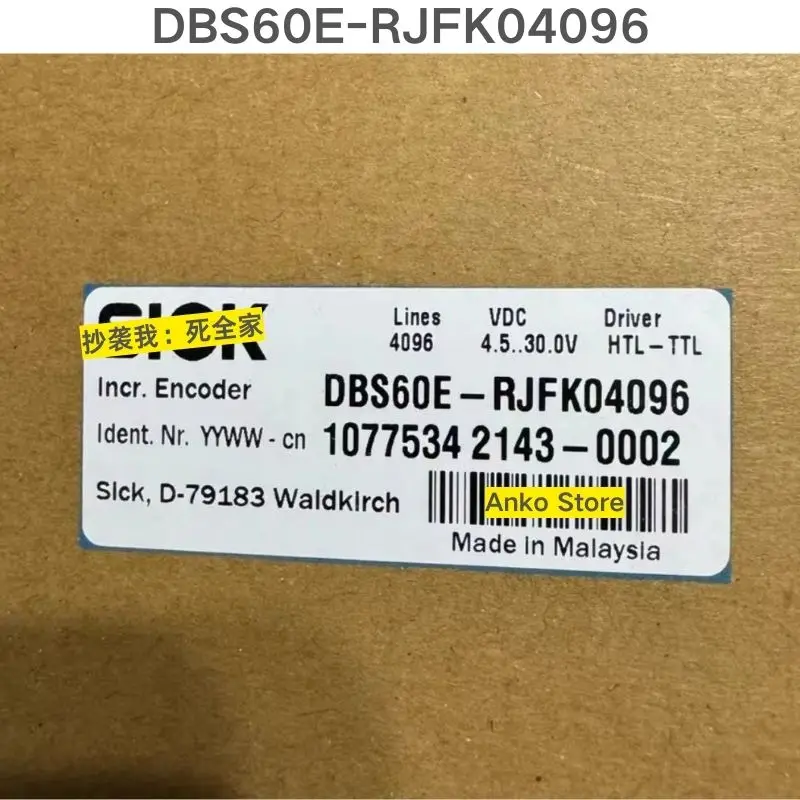 DBS60E-RJFK04096
SICK
抄袭我:死全家
Lines VDC Driver
4096 4.5..30.0V HTL-TTL
Incr. Encoder DBS60E-RJFK04096
Ident. Nr. YYWW-cn 1077534 2143-0002
Sick, D-79183 Waldkirch
Anko Store
Made in Malaysia